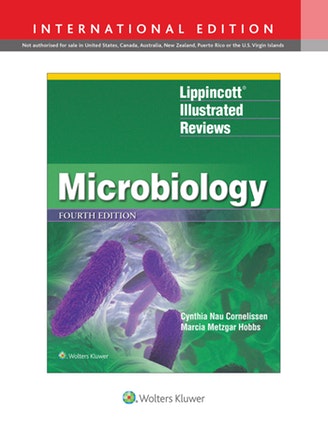 INTERNATIONAL EDITION
Not authorised for sale in United States, Canada, Australia, New Zealand, Puerto Rico or the U.S. Virgin Islands
Lippincott®
Illustrated
Reviews
Microbiology
FOURTH EDITION
Cynthia Nau Cornelissen
Marcia Metzgar Hobbs
Wolters Kluwer
Wolters Kluwer